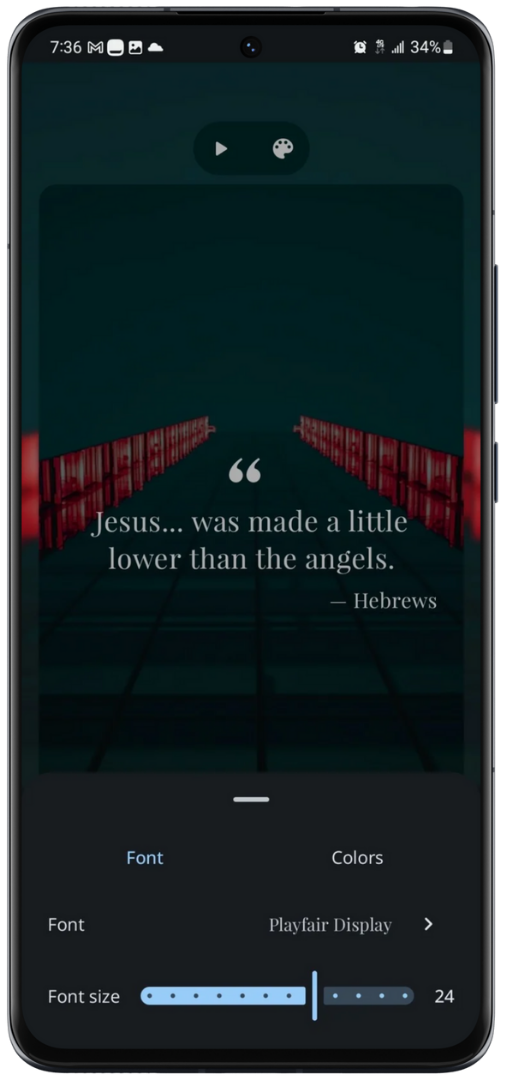 7:36 34%
“
Jesus... was made a little
lower than the angels.
— Hebrews
Font Colors
Font Playfair Display
Font size 24